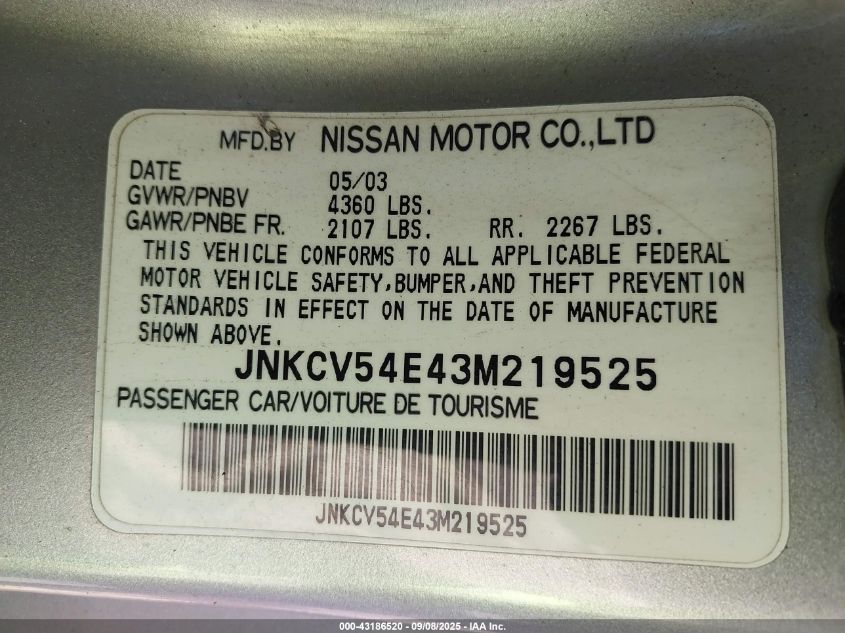 MFD.BY NISSAN MOTOR CO.,LTD
DATE 05/03
GVWR/PNBV 4360 LBS.
GAWR/PNBE FR. 2107 LBS. RR. 2267 LBS.
THIS VEHICLE CONFORMS TO ALL APPLICABLE FEDERAL
MOTOR VEHICLE SAFETY,BUMPER,AND THEFT PREVENTION
STANDARDS IN EFFECT ON THE DATE OF MANUFACTURE
SHOWN ABOVE.
JNKCV54E43M219525
PASSENGER CAR/VOITURE DE TOURISME
JNKCV54E43M219525
000-43186520 - 09/08/2025 - IAA Inc.